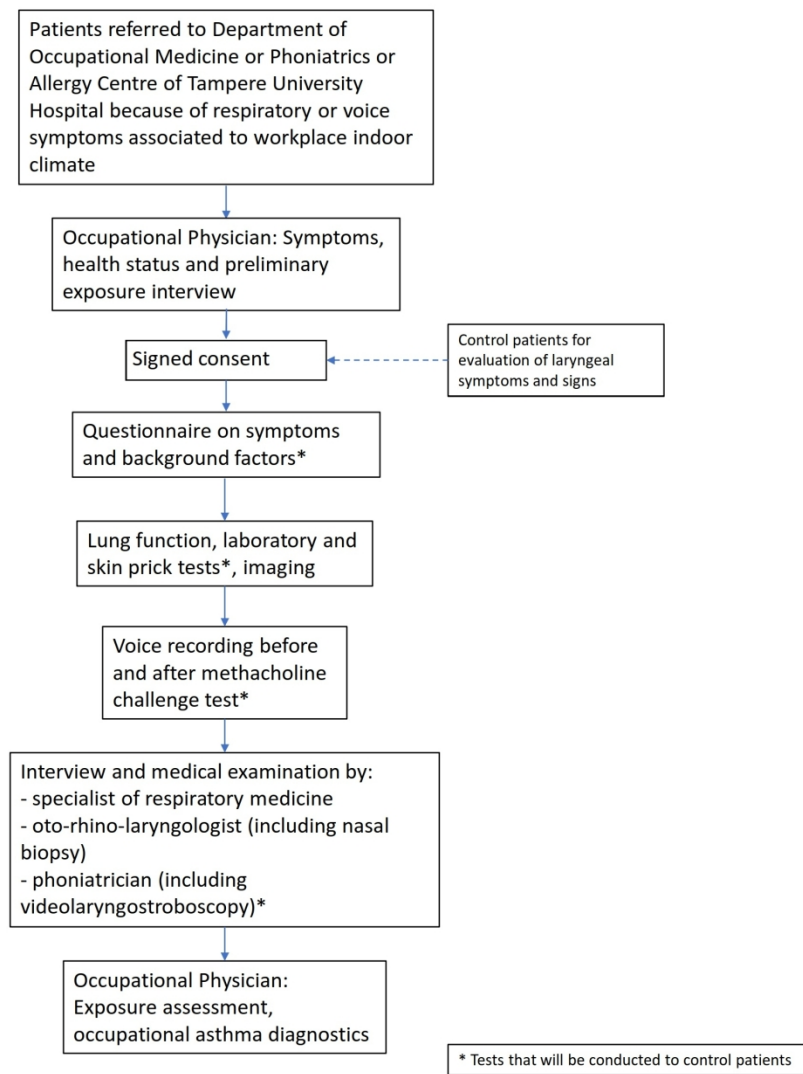 Patients referred to Department of
Occupational Medicine or Phoniatrics or
Allergy Centre of Tampere University
Hospital because of respiratory or voice
symptoms associated to workplace indoor
climate
Occupational Physician: Symptoms,
health status and preliminary
exposure interview
Signed consent
Control patients for
evaluation of laryngeal
symptoms and signs
Questionnaire on symptoms
and background factors*
Lung function, laboratory and
skin prick tests*, imaging
Voice recording before
and after methacholine
challenge test*
Interview and medical examination by:
- specialist of respiratory medicine
- oto-rhino-laryngologist (including nasal
biopsy)
- phoniatrician (including
videolaryngostroboscopy)*
Occupational Physician:
Exposure assessment,
occupational asthma diagnostics
* Tests that will be conducted to control patients